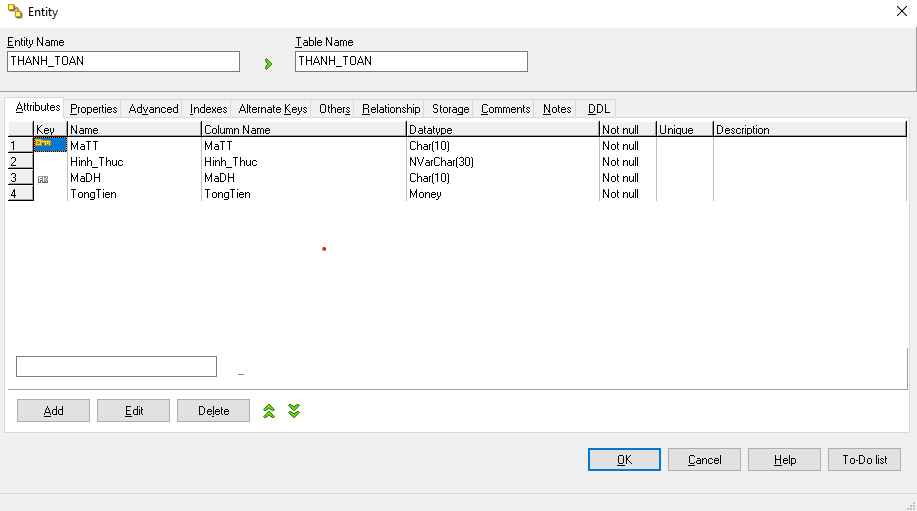 Entity
Entity Name
Table Name
THANH_TOAN
THANH_TOAN
Attributes Properties Advanced Indexes Alternate Keys Others Relationship Storage Comments Notes DDL
Key Name Column Name Datatype Not null Unique Description
1 MaTT MaTT Char(10) Not null
2 Hinh_Thuc Hinh_Thuc NVarChar(30) Not null
3 FK MaDH MaDH Char(10) Not null
4 TongTien TongTien Money Not null
Add Edit Delete
OK Cancel Help To-Do list